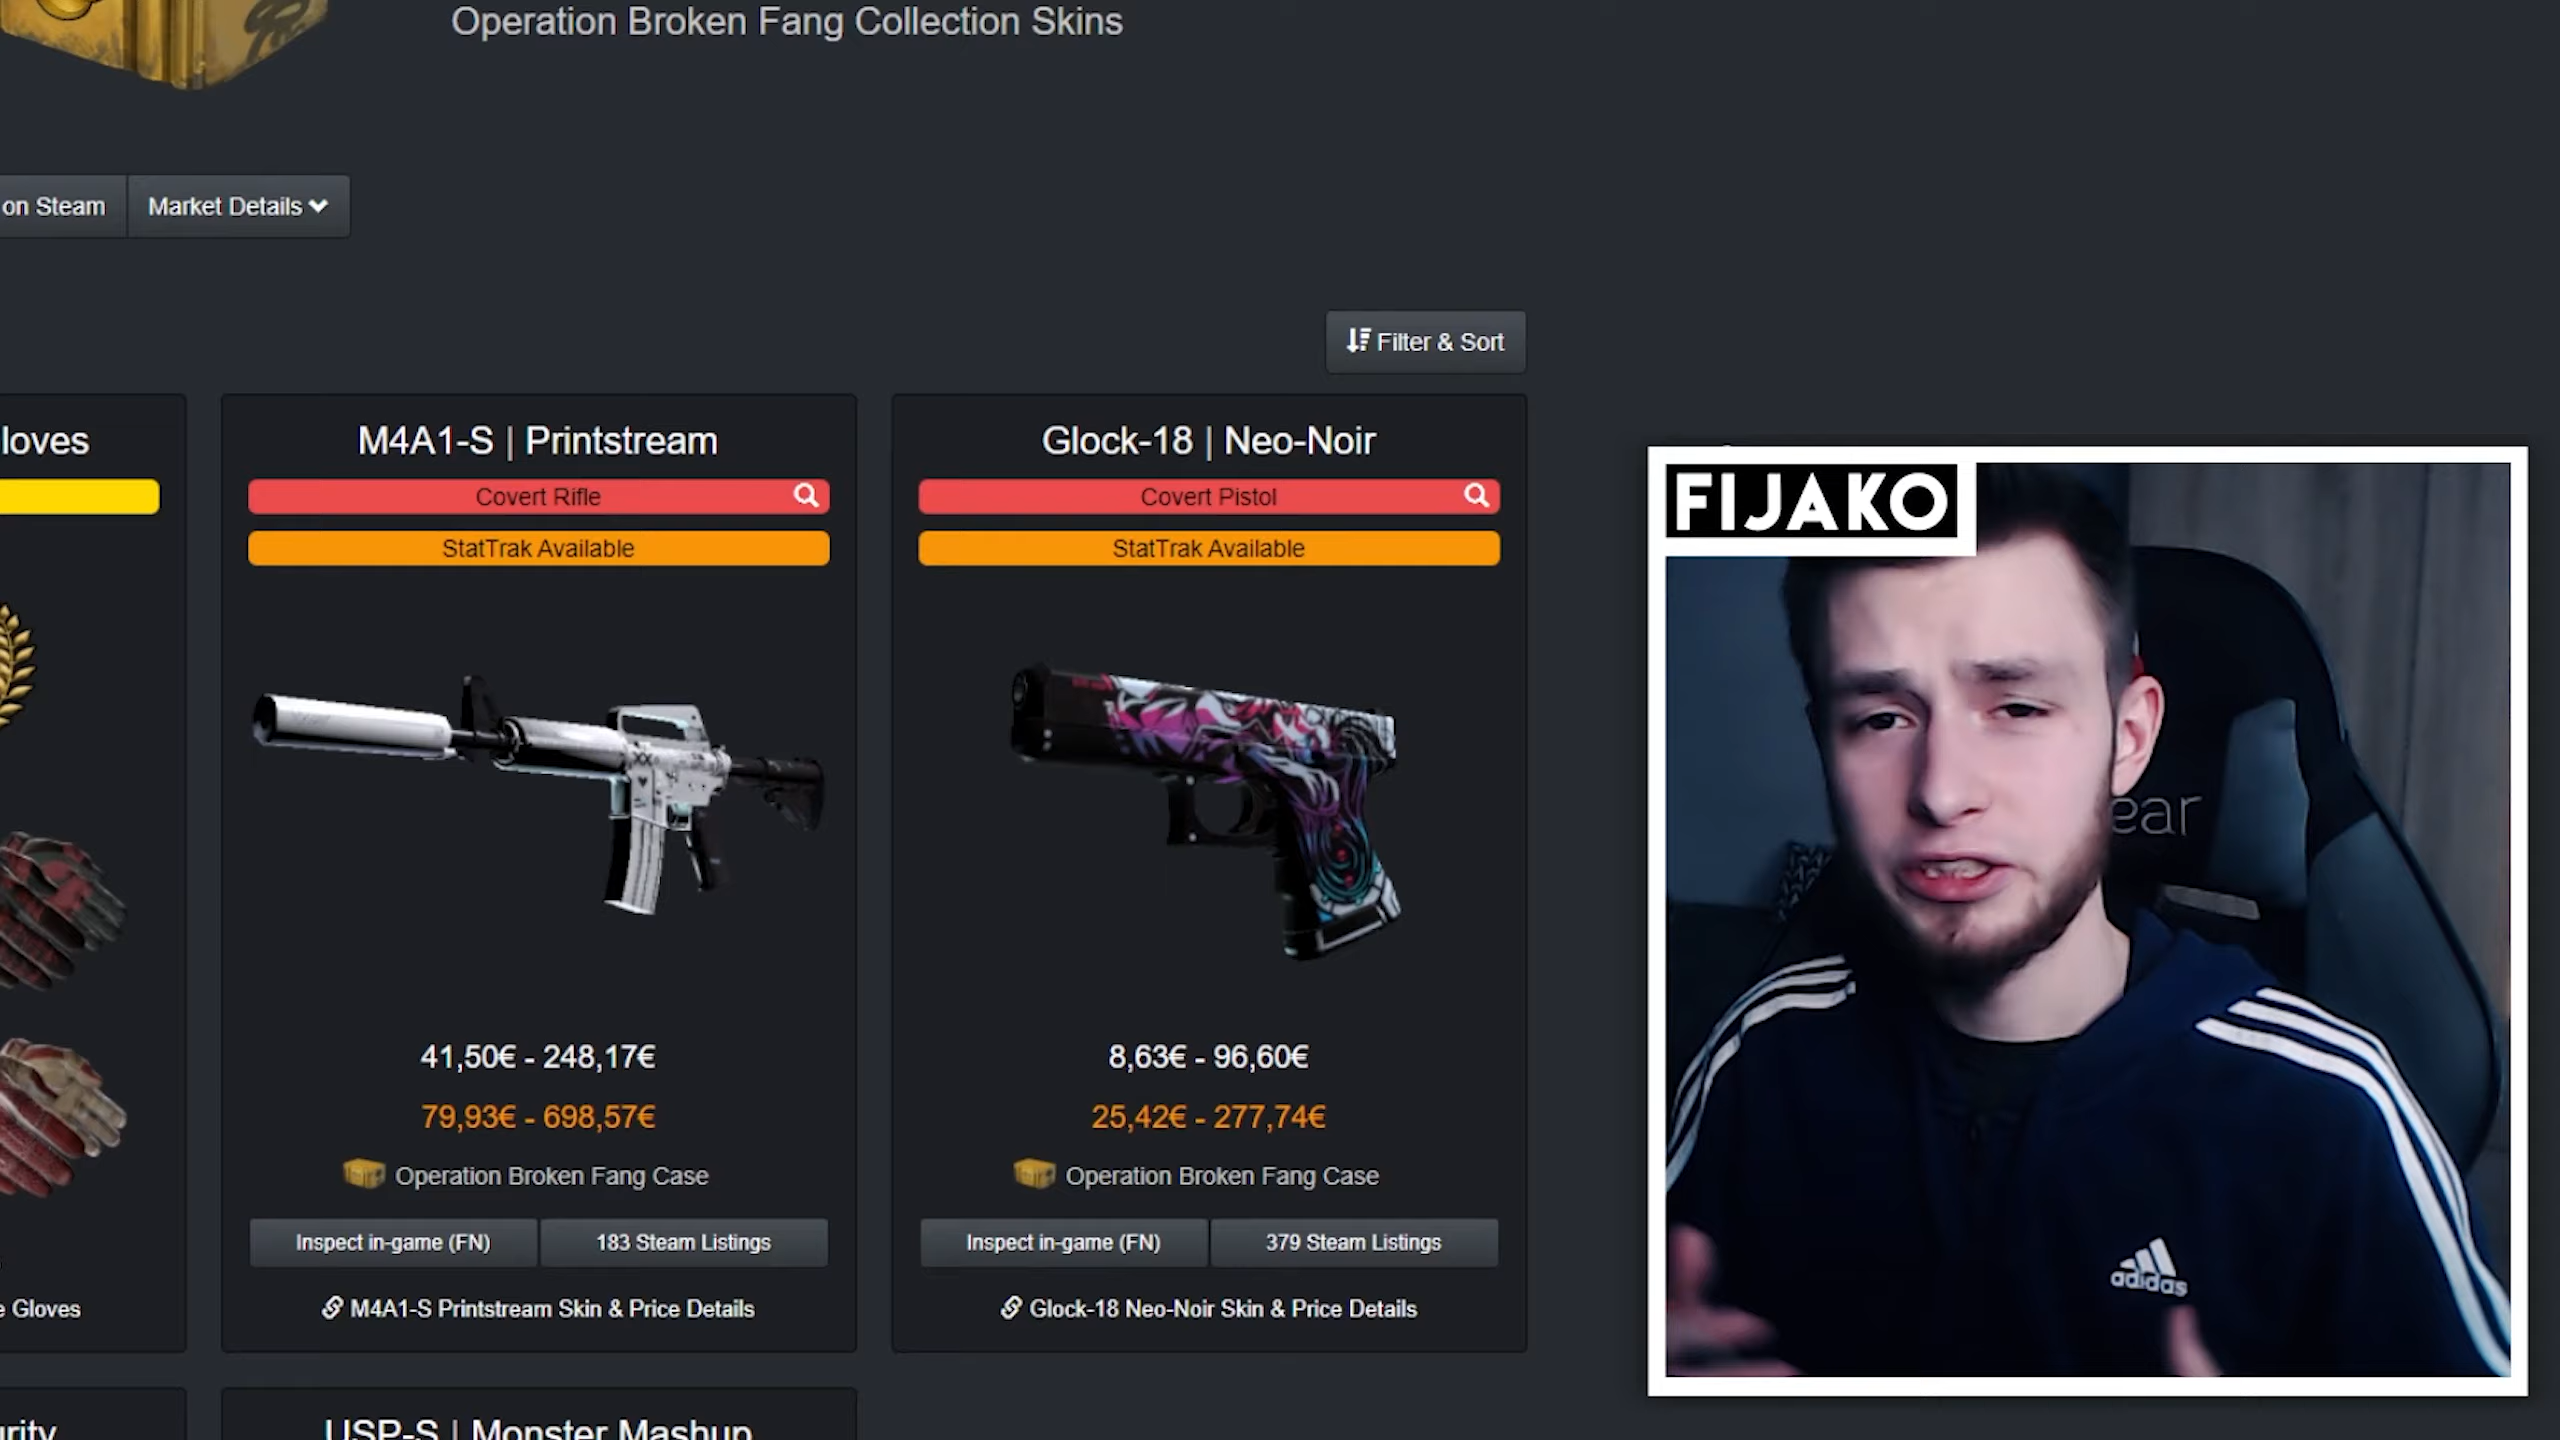 Operation Broken Fang Collection Skins
on Steam
Market Details
Filter & Sort
loves
M4A1-S | Printstream
Covert Rifle
StatTrak Available
41,50€ - 248,17€
79,93€ - 698,57€
Operation Broken Fang Case
Inspect in-game (FN)
183 Steam Listings
M4A1-S Printstream Skin & Price Details
Glock-18 | Neo-Noir
Covert Pistol
StatTrak Available
8,63€ - 96,60€
25,42€ - 277,74€
Operation Broken Fang Case
Inspect in-game (FN)
379 Steam Listings
Glock-18 Neo-Noir Skin & Price Details
e Gloves
urity
USP-S | Monster Mashup
FIJAKO
ear
adidas